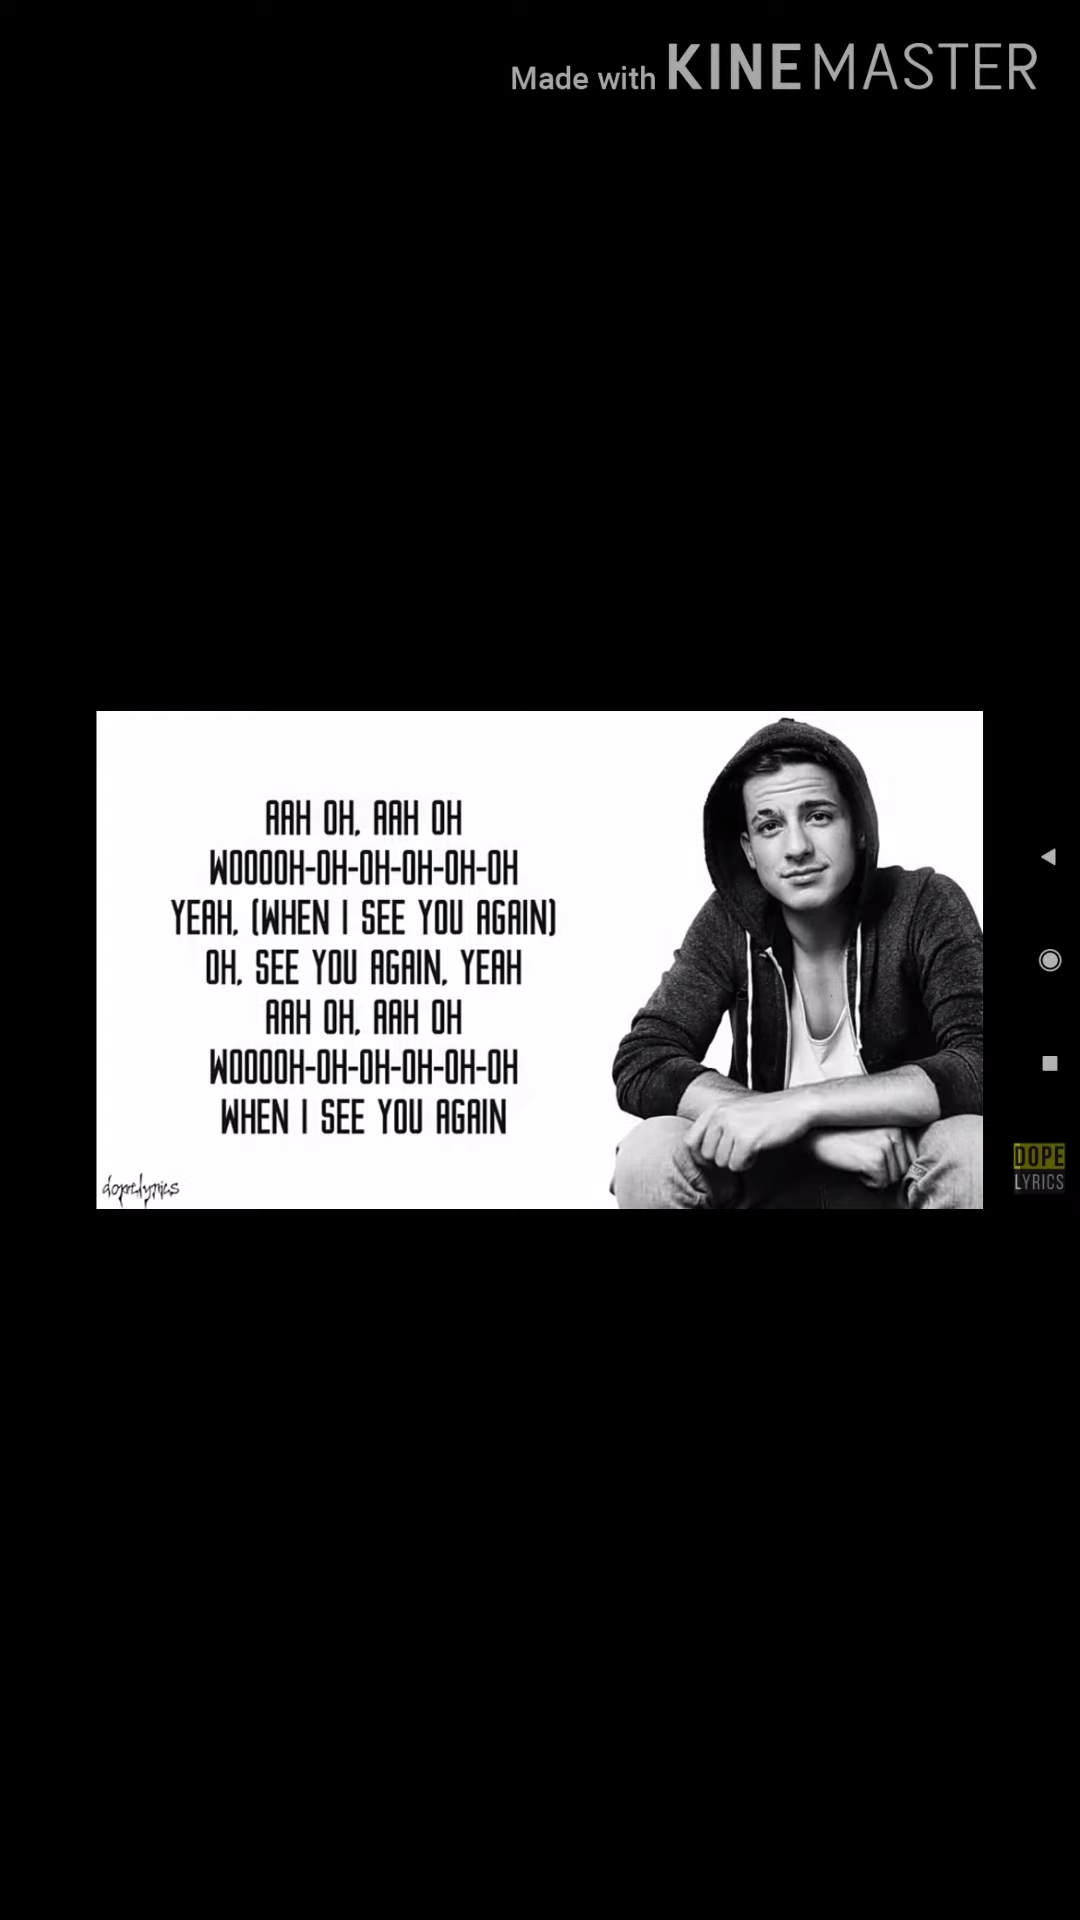 Made with KINEMASTER
AAH OH, AAH OH
WOOOOH-OH-OH-OH-OH-OH
YEAH, (WHEN I SEE YOU AGAIN)
OH, SEE YOU AGAIN, YEAH
AAH OH, AAH OH
WOOOOH-OH-OH-OH-OH-OH
WHEN I SEE YOU AGAIN
dopelyrics
DOPE
LYRICS